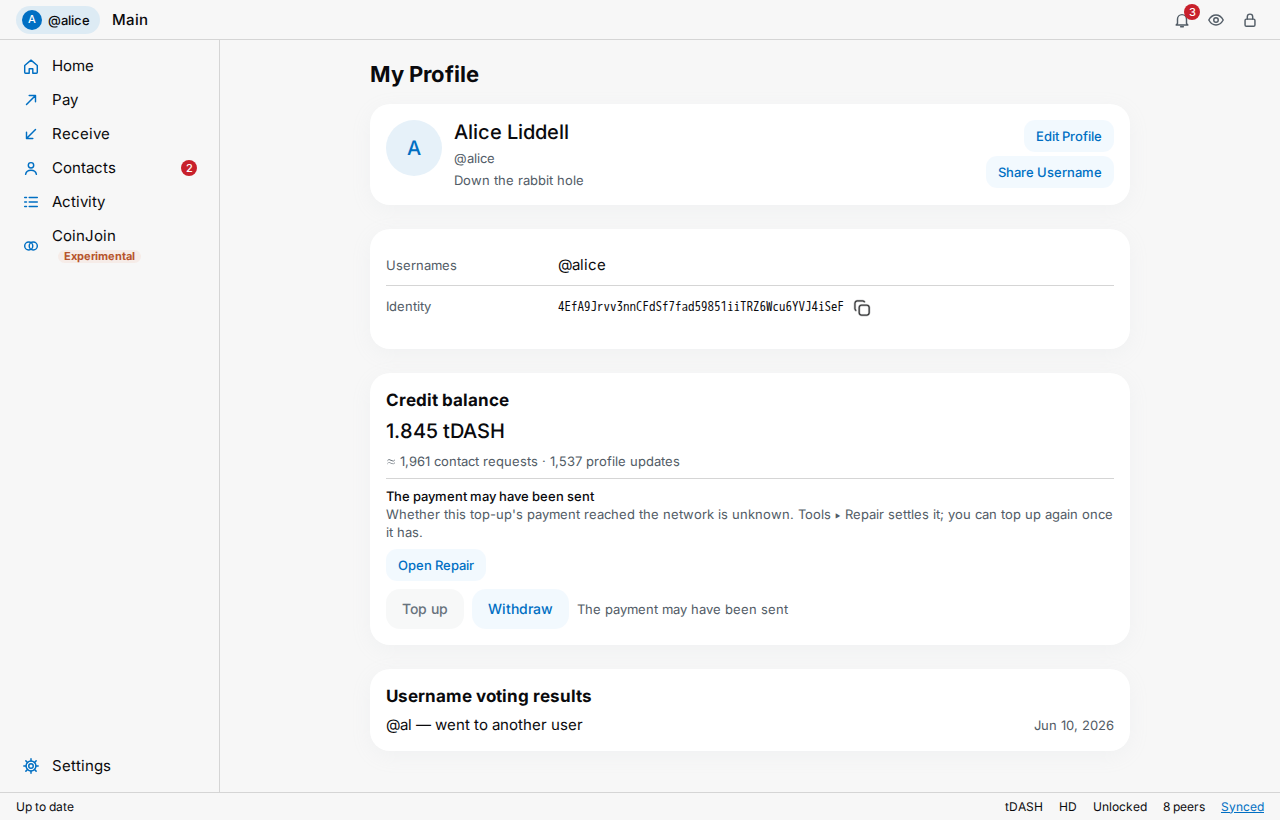 A @alice Main 3
Home
Pay
Receive
Contacts 2
Activity
CoinJoin
Experimental
Settings
My Profile
A
Alice Liddell
@alice
Down the rabbit hole
Edit Profile
Share Username
Usernames @alice
Identity 4EfA9Jrvv3nnCFdSf7fad59851iiTRZ6Wcu6YVJ4iSeF
Credit balance
1.845 tDASH
≈ 1,961 contact requests · 1,537 profile updates
The payment may have been sent
Whether this top-up's payment reached the network is unknown. Tools ▸ Repair settles it; you can top up again once
it has.
Open Repair
Top up Withdraw The payment may have been sent
Username voting results
@al — went to another user Jun 10, 2026
Up to date tDASH HD Unlocked 8 peers Synced